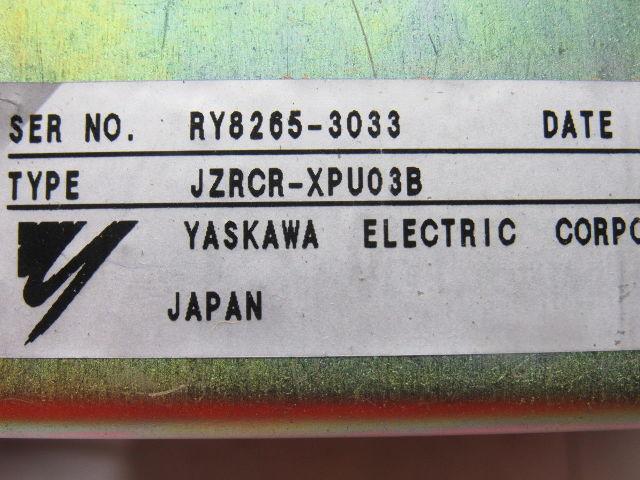 SER NO. RY8265-3033 DATE
TYPE JZRCR-XPU03B
YASKAWA ELECTRIC CORPO
JAPAN